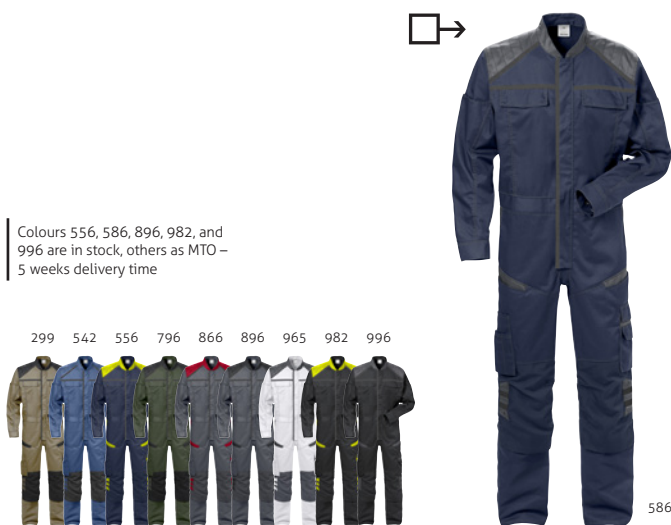 Colours 556, 586, 896, 982, and
996 are in stock, others as MTO –
5 weeks delivery time
299 542 556 796 866 896 965 982 996
586